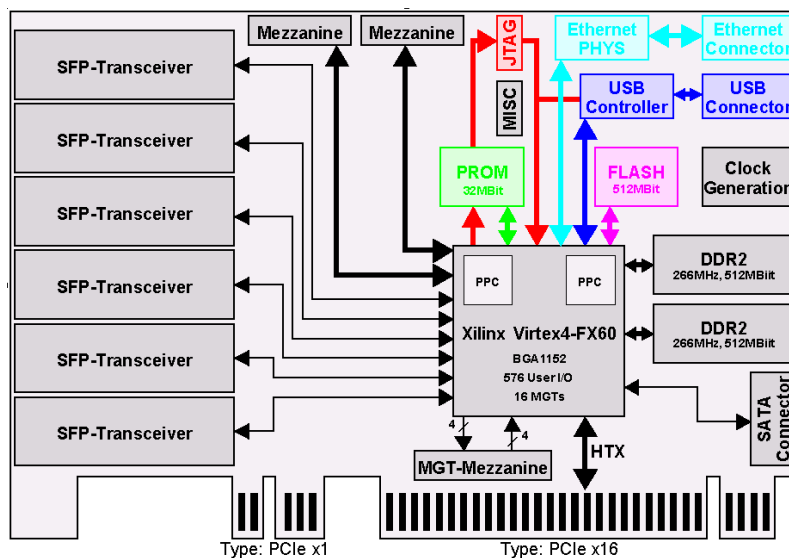 Mezzanine
Mezzanine
JTAG
Ethernet
PHYS
Ethernet
Connector
SFP-Transceiver
USB
Controller
USB
Connector
MISC
SFP-Transceiver
PROM
32MBit
FLASH
512MBit
Clock
Generation
SFP-Transceiver
PPC
PPC
DDR2
266MHz, 512MBiit
SFP-Transceiver
Xilinx Virtex4-FX60
BGA1152
576 User I/O
16 MGTs
DDR2
266MHz, 512MBiit
SFP-Transceiver
SATA
Connector
SFP-Transceiver
4
4
MGT-Mezzanine
HTX
Type: PCIe x1
Type: PCIe x16